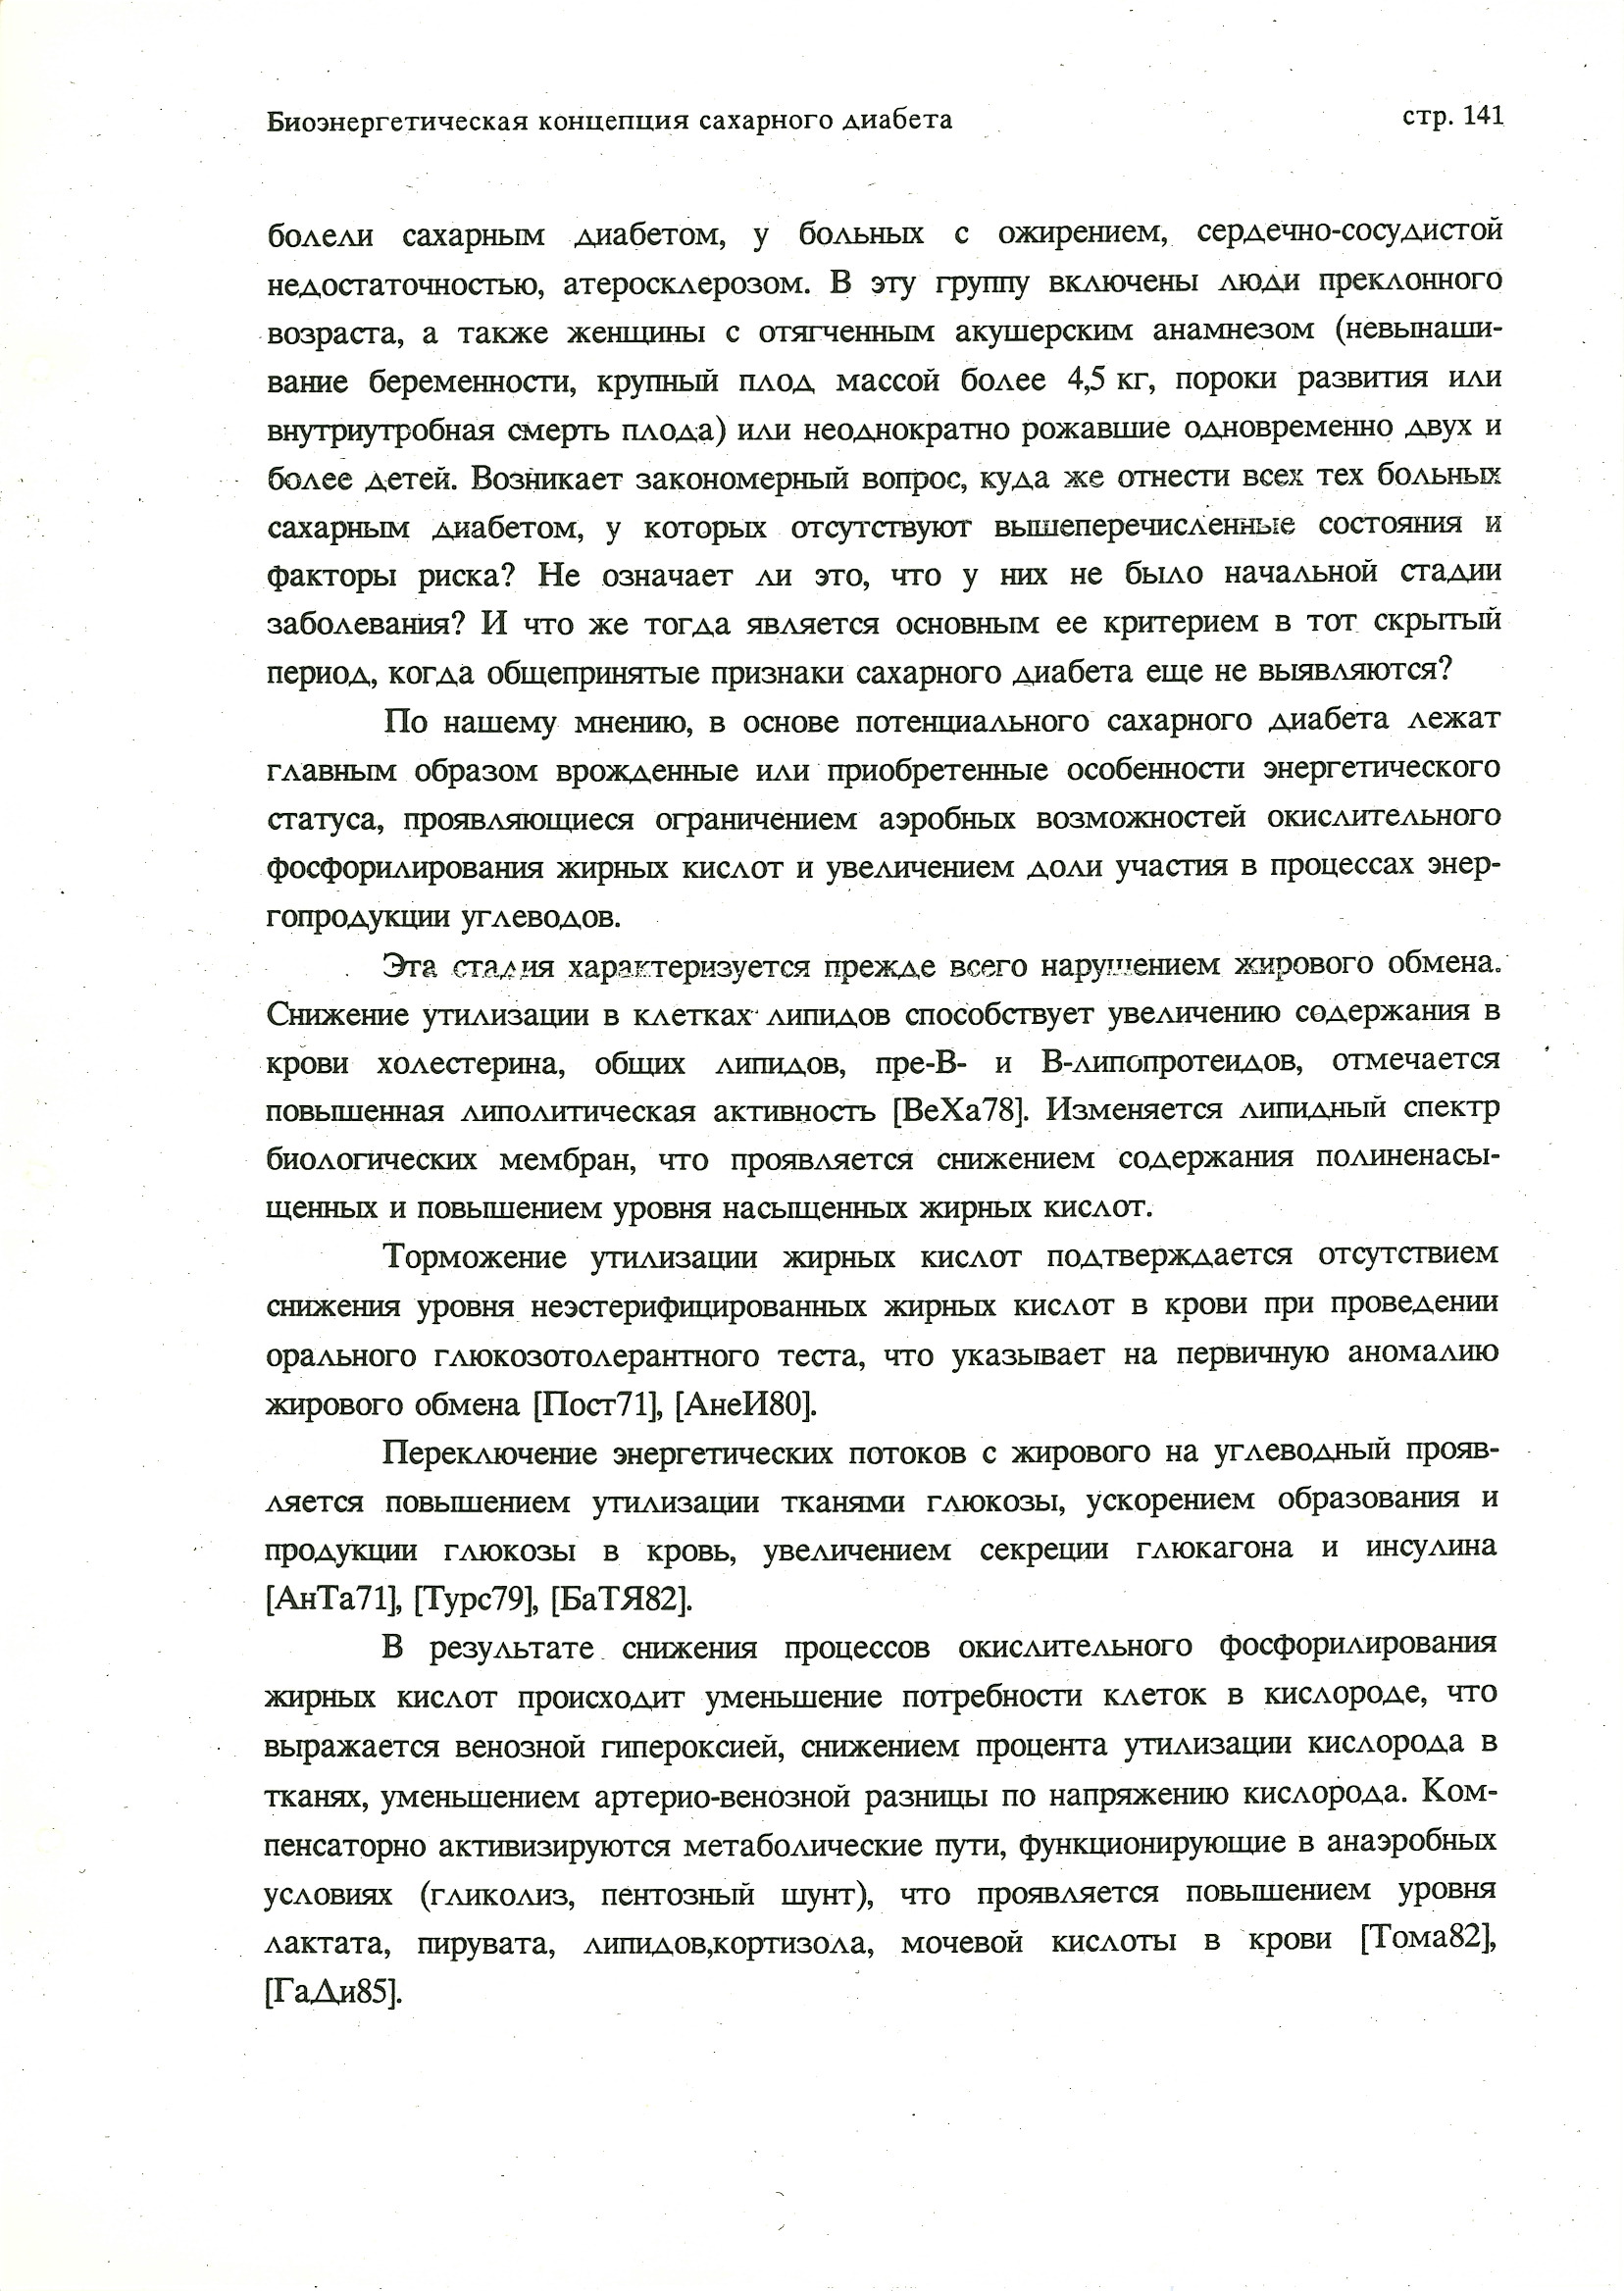 Биоэнергетическая концепция сахарного диабета стр. 141
болели сахарным диабетом, у больных с ожирением, сердечно-сосудистой
недостаточностью, атеросклерозом. В эту группу включены люди преклонного
возраста, а также женщины с отягченным акушерским анамнезом (невынаши-
вание беременности, крупный плод массой более 4,5 кг, пороки развития или
внутриутробная смерть плода) или неоднократно рожавшие одновременно двух и
более детей. Возникает закономерный вопрос, куда же отнести всех тех больных
сахарным диабетом, у которых отсутствуют вышеперечисленные состояния и
факторы риска? Не означает ли это, что у них не было начальной стадии
заболевания? И что же тогда является основным ее критерием в тот скрытый
период, когда общепринятые признаки сахарного диабета еще не выявляются?
По нашему мнению, в основе потенциального сахарного диабета лежат
главным образом врожденные или приобретенные особенности энергетического
статуса, проявляющиеся ограничением аэробных возможностей окислительного
фосфорилирования жирных кислот и увеличением доли участия в процессах энер-
гопродукции углеводов.
Эта стадия характеризуется прежде всего нарушением жирового обмена.
Снижение утилизации в клетках липидов способствует увеличению содержания в
крови холестерина, общих липидов, пре-В- и В-липопротеидов, отмечается
повышенная липолитическая активность [ВеХа78]. Изменяется липидный спектр
биологических мембран, что проявляется снижением содержания полиненасы-
щенных и повышением уровня насыщенных жирных кислот.
Торможение утилизации жирных кислот подтверждается отсутствием
снижения уровня неэстерифицированных жирных кислот в крови при проведении
орального глюкозотолерантного теста, что указывает на первичную аномалию
жирового обмена [Пост71], [АнеИ80].
Переключение энергетических потоков с жирового на углеводный прояв-
ляется повышением утилизации тканями глюкозы, ускорением образования и
продукции глюкозы в кровь, увеличением секреции глюкагона и инсулина
[АнТа71], [Турс79], [БаТЯ82].
В результате снижения процессов окислительного фосфорилирования
жирных кислот происходит уменьшение потребности клеток в кислороде, что
выражается венозной гипероксией, снижением процента утилизации кислорода в
тканях, уменьшением артерио-венозной разницы по напряжению кислорода. Ком-
пенсаторно активизируются метаболические пути, функционирующие в анаэробных
условиях (гликолиз, пентозный шунт), что проявляется повышением уровня
лактата, пирувата, липидов,кортизола, мочевой кислоты в крови [Тома82],
[ГаДи85].